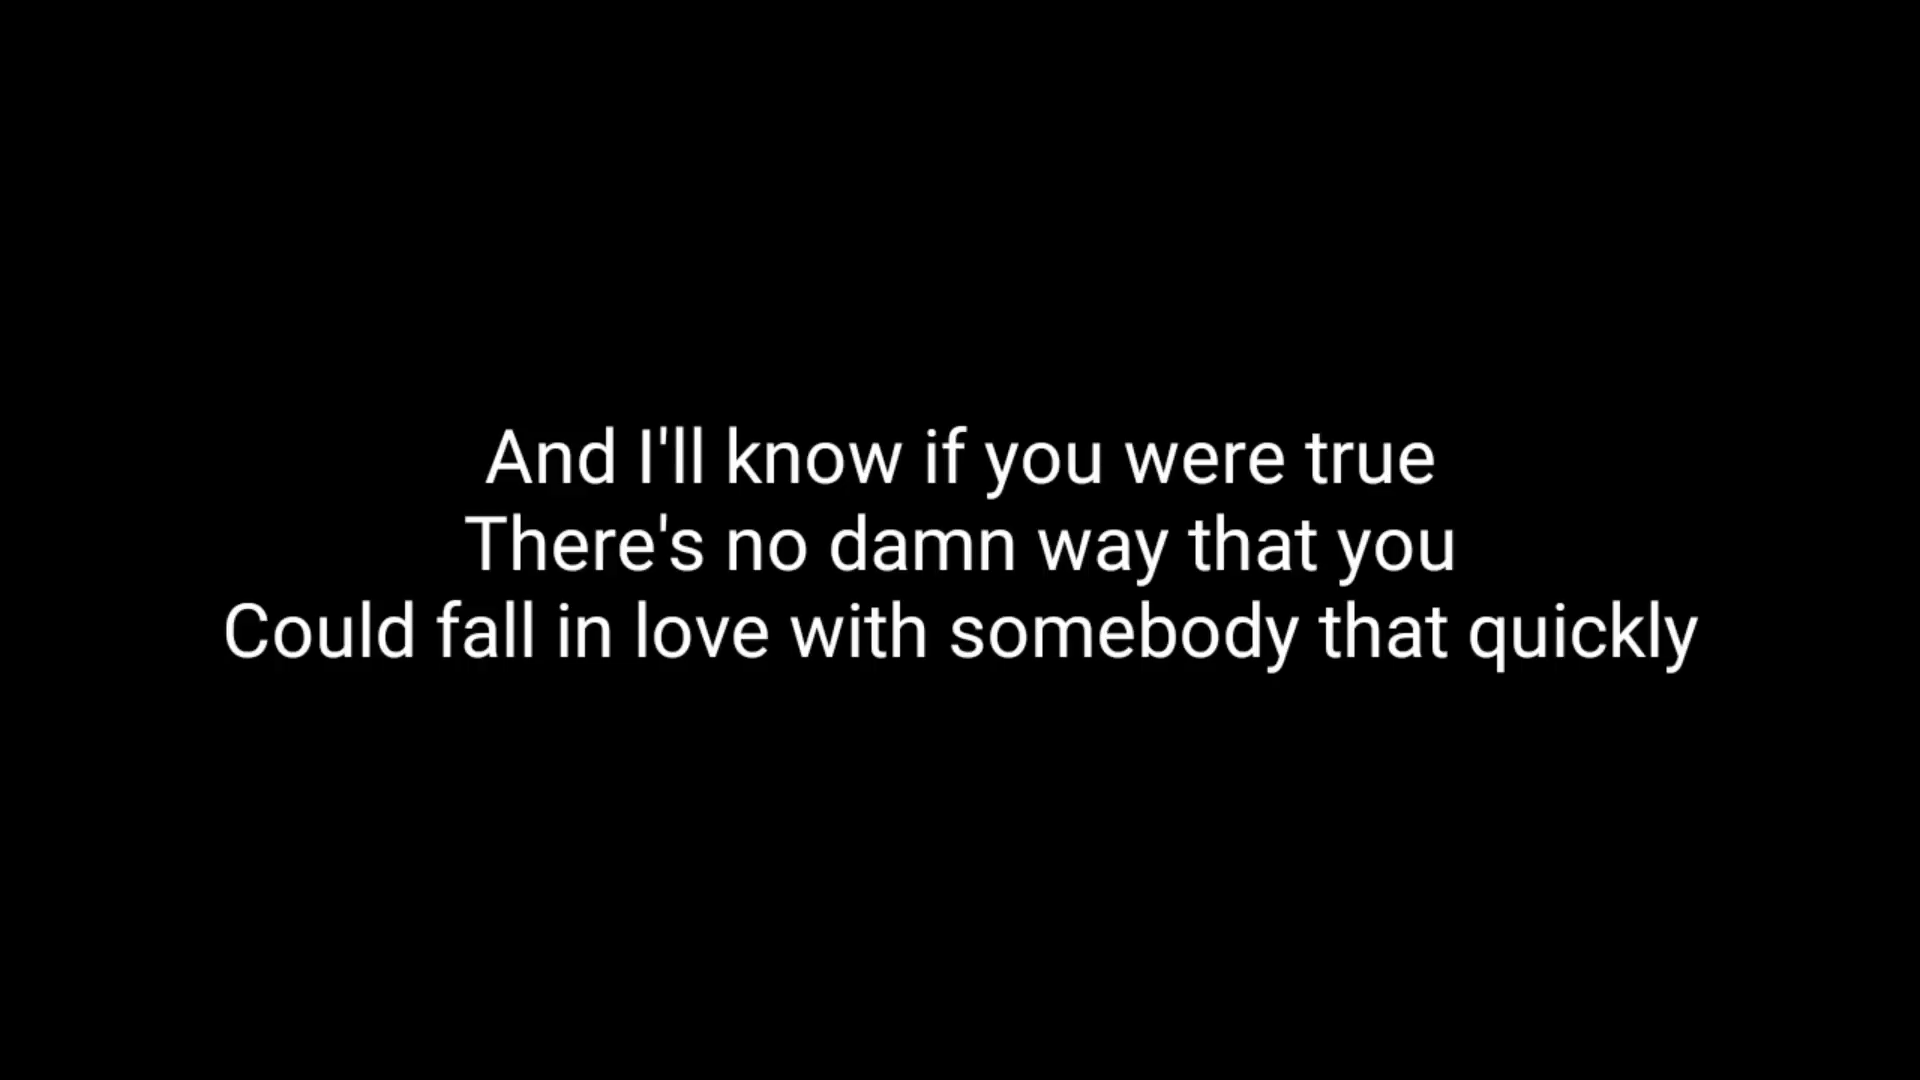 And I'll know if you were true
There's no damn way that you
Could fall in love with somebody that quickly